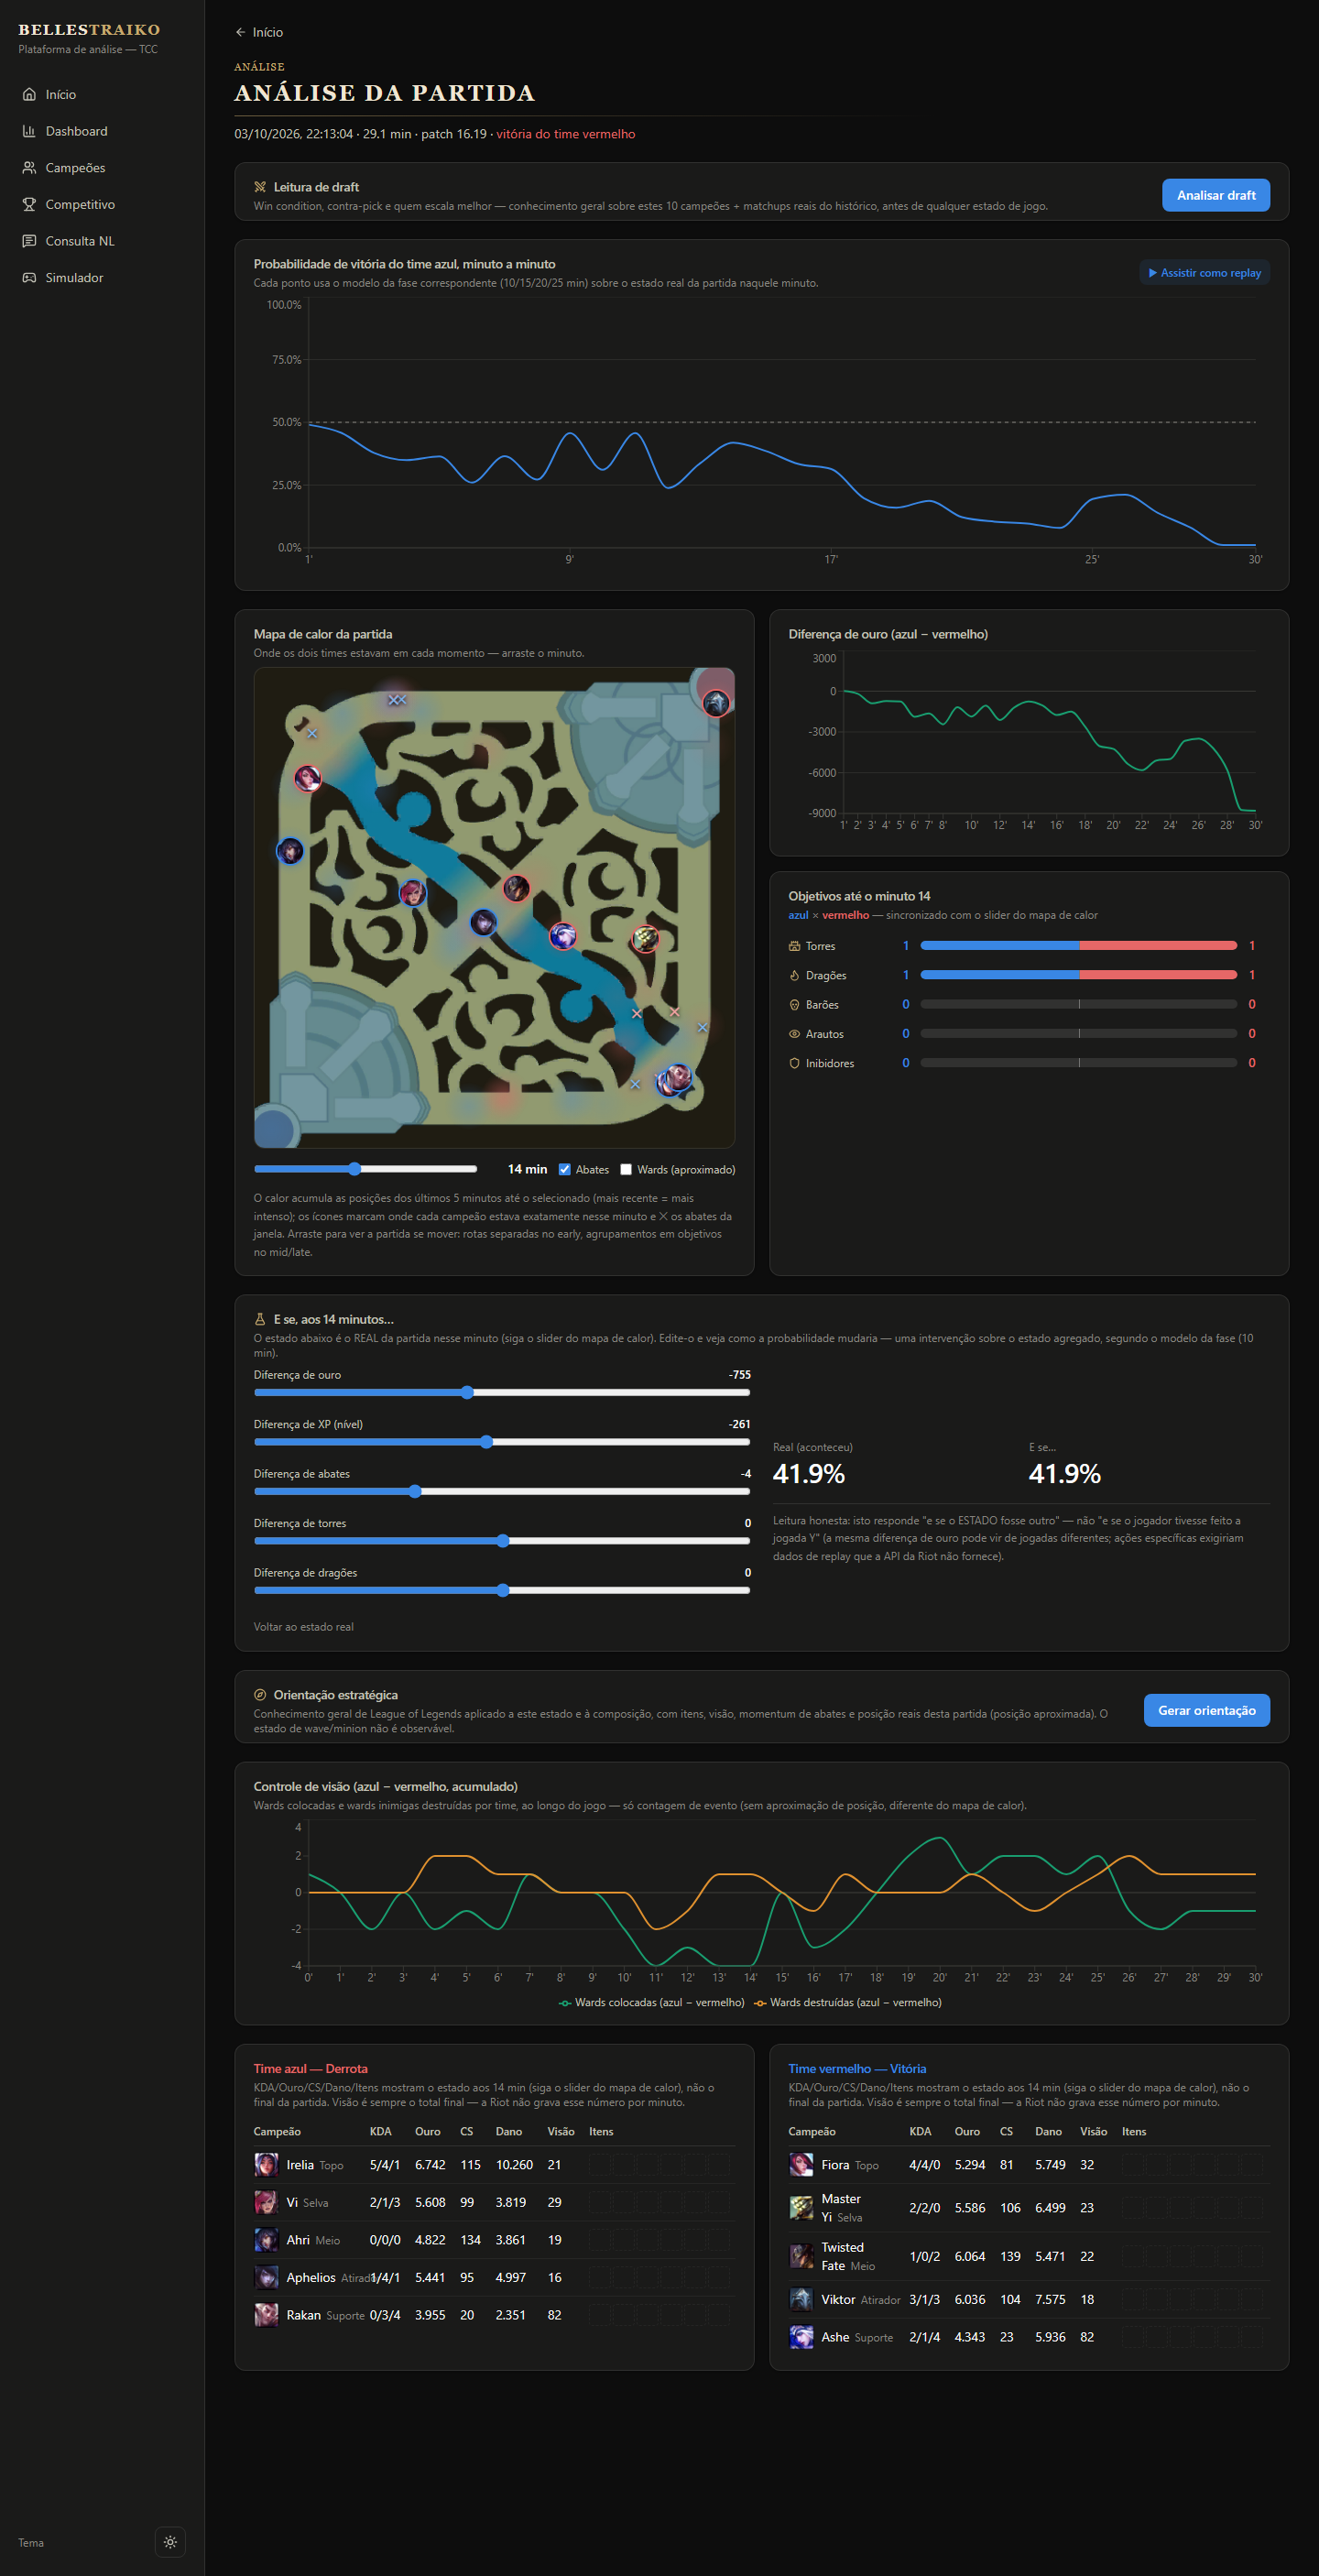 BELLESTRAIKO
Plataforma de análise — TCC
Início
Dashboard
Campeões
Competitivo
Consulta NL
Simulador
Tema
← Início
ANÁLISE
ANÁLISE DA PARTIDA
03/10/2026, 22:13:04 · 29.1 min · patch 16.19 · vitória do time vermelho
Leitura de draft
Win condition, contra-pick e quem escala melhor — conhecimento geral sobre estes 10 campeões + matchups reais do histórico, antes de qualquer estado de jogo.
Analisar draft
Probabilidade de vitória do time azul, minuto a minuto
Cada ponto usa o modelo da fase correspondente (10/15/20/25 min) sobre o estado real da partida naquele minuto.
▶ Assistir como replay
100.0%
75.0%
50.0%
25.0%
0.0%
1' 9' 17' 25' 30'
Mapa de calor da partida
Onde os dois times estavam em cada momento — arraste o minuto.
14 min Abates Wards (aproximado)
O calor acumula as posições dos últimos 5 minutos até o selecionado (mais recente = mais
intenso); os ícones marcam onde cada campeão estava exatamente nesse minuto e ✕ os abates da
janela. Arraste para ver a partida se mover: rotas separadas no early, agrupamentos em objetivos
no mid/late.
Diferença de ouro (azul − vermelho)
3000
0
-3000
-6000
-9000
1' 2' 3' 4' 5' 6' 7' 8' 10' 12' 14' 16' 18' 20' 22' 24' 26' 28' 30'
Objetivos até o minuto 14
azul × vermelho — sincronizado com o slider do mapa de calor
Torres 1 1
Dragões 1 1
Barões 0 0
Arautos 0 0
Inibidores 0 0
E se, aos 14 minutos...
O estado abaixo é o REAL da partida nesse minuto (siga o slider do mapa de calor). Edite-o e veja como a probabilidade mudaria — uma intervenção sobre o estado agregado, segundo o modelo da fase (10
min).
Diferença de ouro -755
Diferença de XP (nível) -261
Diferença de abates -4
Diferença de torres 0
Diferença de dragões 0
Voltar ao estado real
Real (aconteceu) E se...
41.9% 41.9%
Leitura honesta: isto responde "e se o ESTADO fosse outro" — não "e se o jogador tivesse feito a
jogada Y" (a mesma diferença de ouro pode vir de jogadas diferentes; ações específicas exigiriam
dados de replay que a API da Riot não fornece).
Orientação estratégica
Conhecimento geral de League of Legends aplicado a este estado e à composição, com itens, visão, momentum de abates e posição reais desta partida (posição aproximada). O
estado de wave/minion não é observável.
Gerar orientação
Controle de visão (azul − vermelho, acumulado)
Wards colocadas e wards inimigas destruídas por time, ao longo do jogo — só contagem de evento (sem aproximação de posição, diferente do mapa de calor).
4
2
0
-2
-4
0' 1' 2' 3' 4' 5' 6' 7' 8' 9' 10' 11' 12' 13' 14' 15' 16' 17' 18' 19' 20' 21' 22' 23' 24' 25' 26' 27' 28' 29' 30'
Wards colocadas (azul − vermelho) Wards destruídas (azul − vermelho)
Time azul — Derrota
KDA/Ouro/CS/Dano/Itens mostram o estado aos 14 min (siga o slider do mapa de calor), não o
final da partida. Visão é sempre o total final — a Riot não grava esse número por minuto.
Campeão KDA Ouro CS Dano Visão Itens
Irelia Topo 5/4/1 6.742 115 10.260 21
Vi Selva 2/1/3 5.608 99 3.819 29
Ahri Meio 0/0/0 4.822 134 3.861 19
Aphelios Atirador 1/4/1 5.441 95 4.997 16
Rakan Suporte 0/3/4 3.955 20 2.351 82
Time vermelho — Vitória
KDA/Ouro/CS/Dano/Itens mostram o estado aos 14 min (siga o slider do mapa de calor), não o
final da partida. Visão é sempre o total final — a Riot não grava esse número por minuto.
Campeão KDA Ouro CS Dano Visão Itens
Fiora Topo 4/4/0 5.294 81 5.749 32
Master
Yi Selva 2/2/0 5.586 106 6.499 23
Twisted
Fate Meio 1/0/2 6.064 139 5.471 22
Viktor Atirador 3/1/3 6.036 104 7.575 18
Ashe Suporte 2/1/4 4.343 23 5.936 82